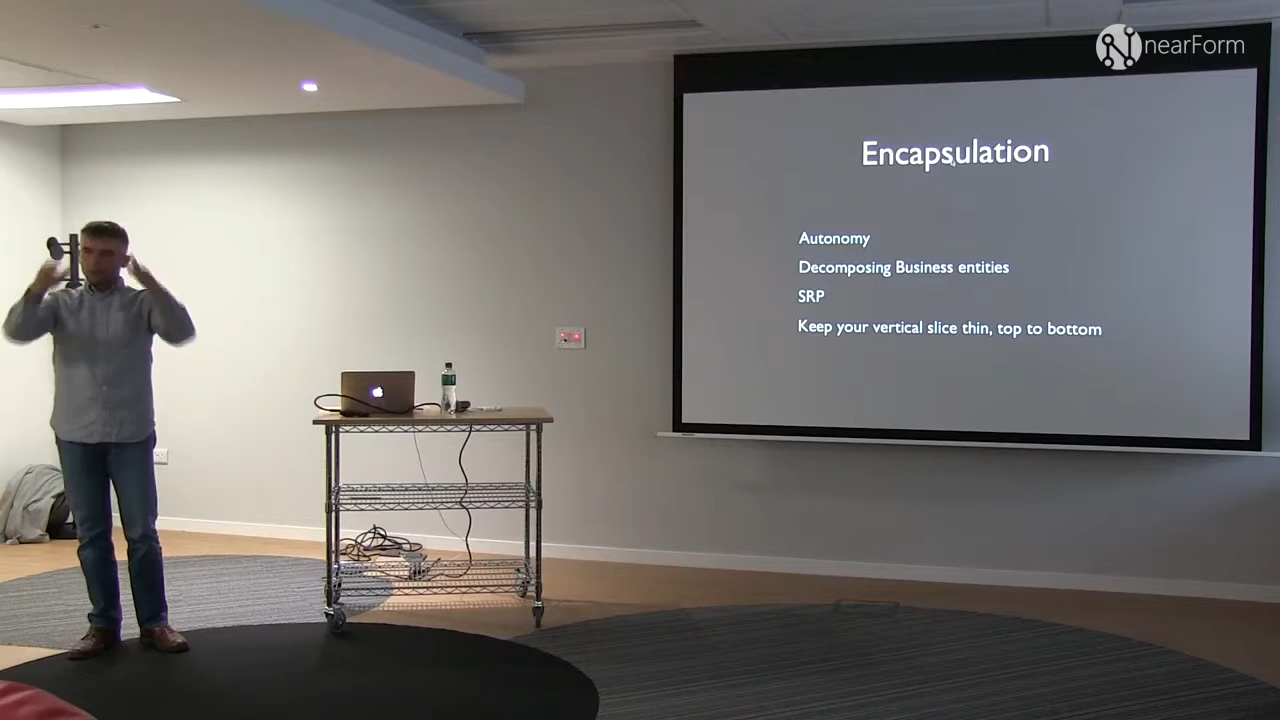 nearForm
Encapsulation
Autonomy
Decomposing Business entities
SRP
Keep your vertical slice thin, top to bottom